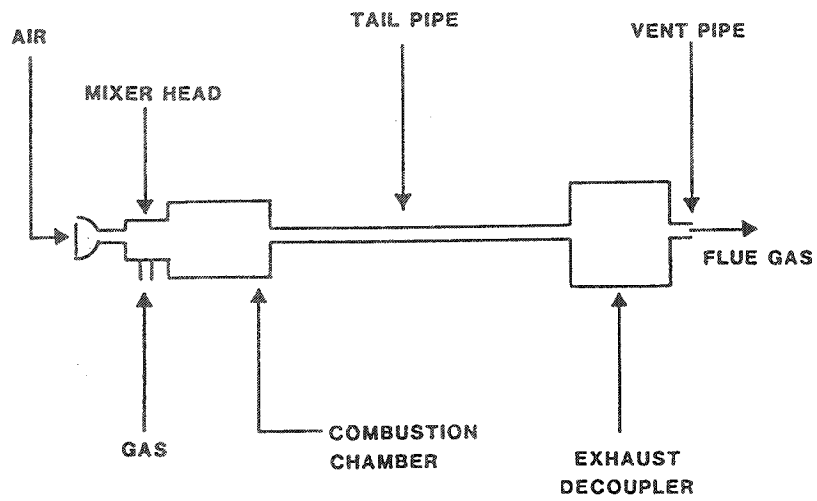 AIR
TAIL PIPE
VENT PIPE
MIXER HEAD
FLUE GAS
GAS
COMBUSTION
CHAMBER
EXHAUST
DECOUPLER